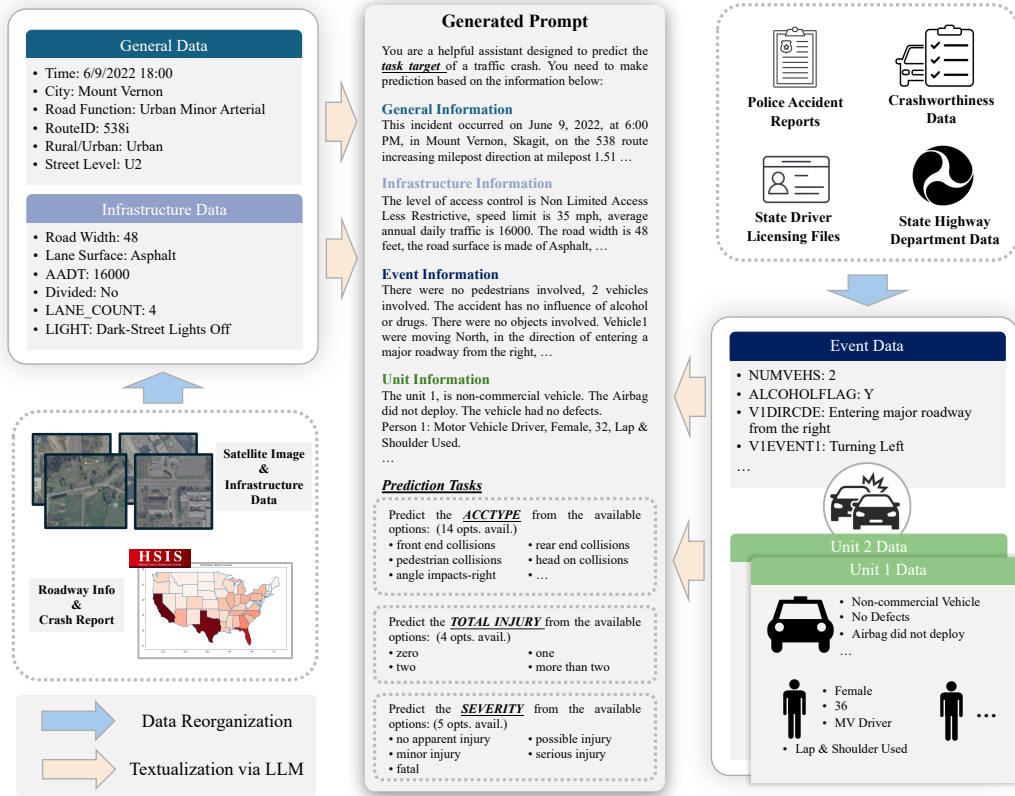 General Data
• Time: 6/9/2022 18:00
• City: Mount Vernon
• Road Function: Urban Minor Arterial
• RouteID: 538i
• Rural/Urban: Urban
• Street Level: U2
Infrastructure Data
• Road Width: 48
• Lane Surface: Asphalt
• AADT: 16000
• Divided: No
• LANE_COUNT: 4
• LIGHT: Dark-Street Lights Off
Satellite Image
&
Infrastructure
Data
HSIS
Roadway Info
&
Crash Report
Data Reorganization
Textualization via LLM
Generated Prompt
You are a helpful assistant designed to predict the
task target of a traffic crash. You need to make
prediction based on the information below:
General Information
This incident occurred on June 9, 2022, at 6:00
PM, in Mount Vernon, Skagit, on the 538 route
increasing milepost direction at milepost 1.51 …
Infrastructure Information
The level of access control is Non Limited Access
Less Restrictive, speed limit is 35 mph, average
annual daily traffic is 16000. The road width is 48
feet, the road surface is made of Asphalt, …
Event Information
There were no pedestrians involved, 2 vehicles
involved. The accident has no influence of alcohol
or drugs. There were no objects involved. Vehicle1
were moving North, in the direction of entering a
major roadway from the right, …
Unit Information
The unit 1, is non-commercial vehicle. The Airbag
did not deploy. The vehicle had no defects.
Person 1: Motor Vehicle Driver, Female, 32, Lap &
Shoulder Used.
…
Prediction Tasks
Predict the ACCTYPE from the available
options: (14 opts. avail.)
• front end collisions • rear end collisions
• pedestrian collisions • head on collisions
• angle impacts-right • …
Predict the TOTAL INJURY from the available
options: (4 opts. avail.)
• zero • one
• two • more than two
Predict the SEVERITY from the available
options: (5 opts. avail.)
• no apparent injury • possible injury
• minor injury • serious injury
• fatal
Police Accident
Reports
Crashworthiness
Data
State Driver
Licensing Files
State Highway
Department Data
Event Data
• NUMVEHS: 2
• ALCOHOLFLAG: Y
• V1DIRCDE: Entering major roadway
from the right
• V1EVENT1: Turning Left
…
Unit 2 Data
Unit 1 Data
• Non-commercial Vehicle
• No Defects
• Airbag did not deploy
…
• Female
• 36
• MV Driver
• Lap & Shoulder Used
…